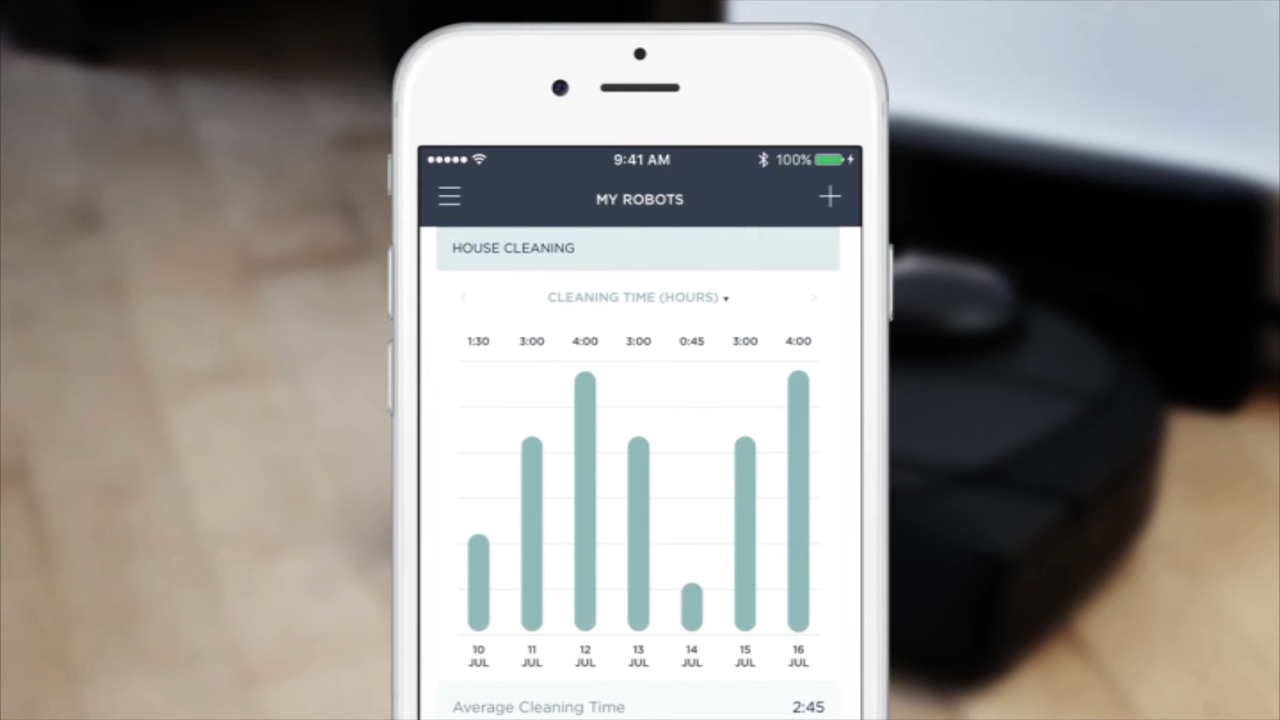 9:41 AM 100%
MY ROBOTS
HOUSE CLEANING
CLEANING TIME (HOURS)
1:30 3:00 4:00 3:00 0:45 3:00 4:00
10 11 12 13 14 15 16
JUL JUL JUL JUL JUL JUL JUL
Average Cleaning Time 2:45